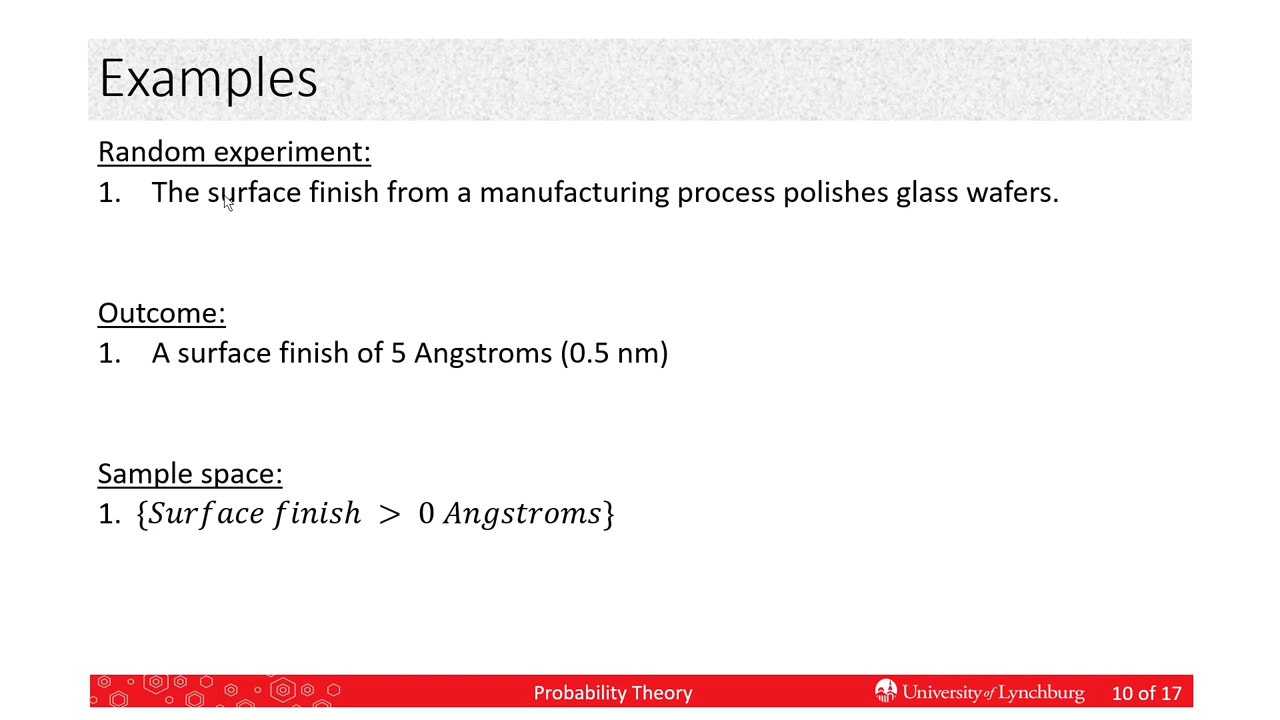 Examples
Random experiment:
1. The surface finish from a manufacturing process polishes glass wafers.
Outcome:
1. A surface finish of 5 Angstroms (0.5 nm)
Sample space:
1. {Surface finish > 0 Angstroms}
Probability Theory
University of Lynchburg
10 of 17